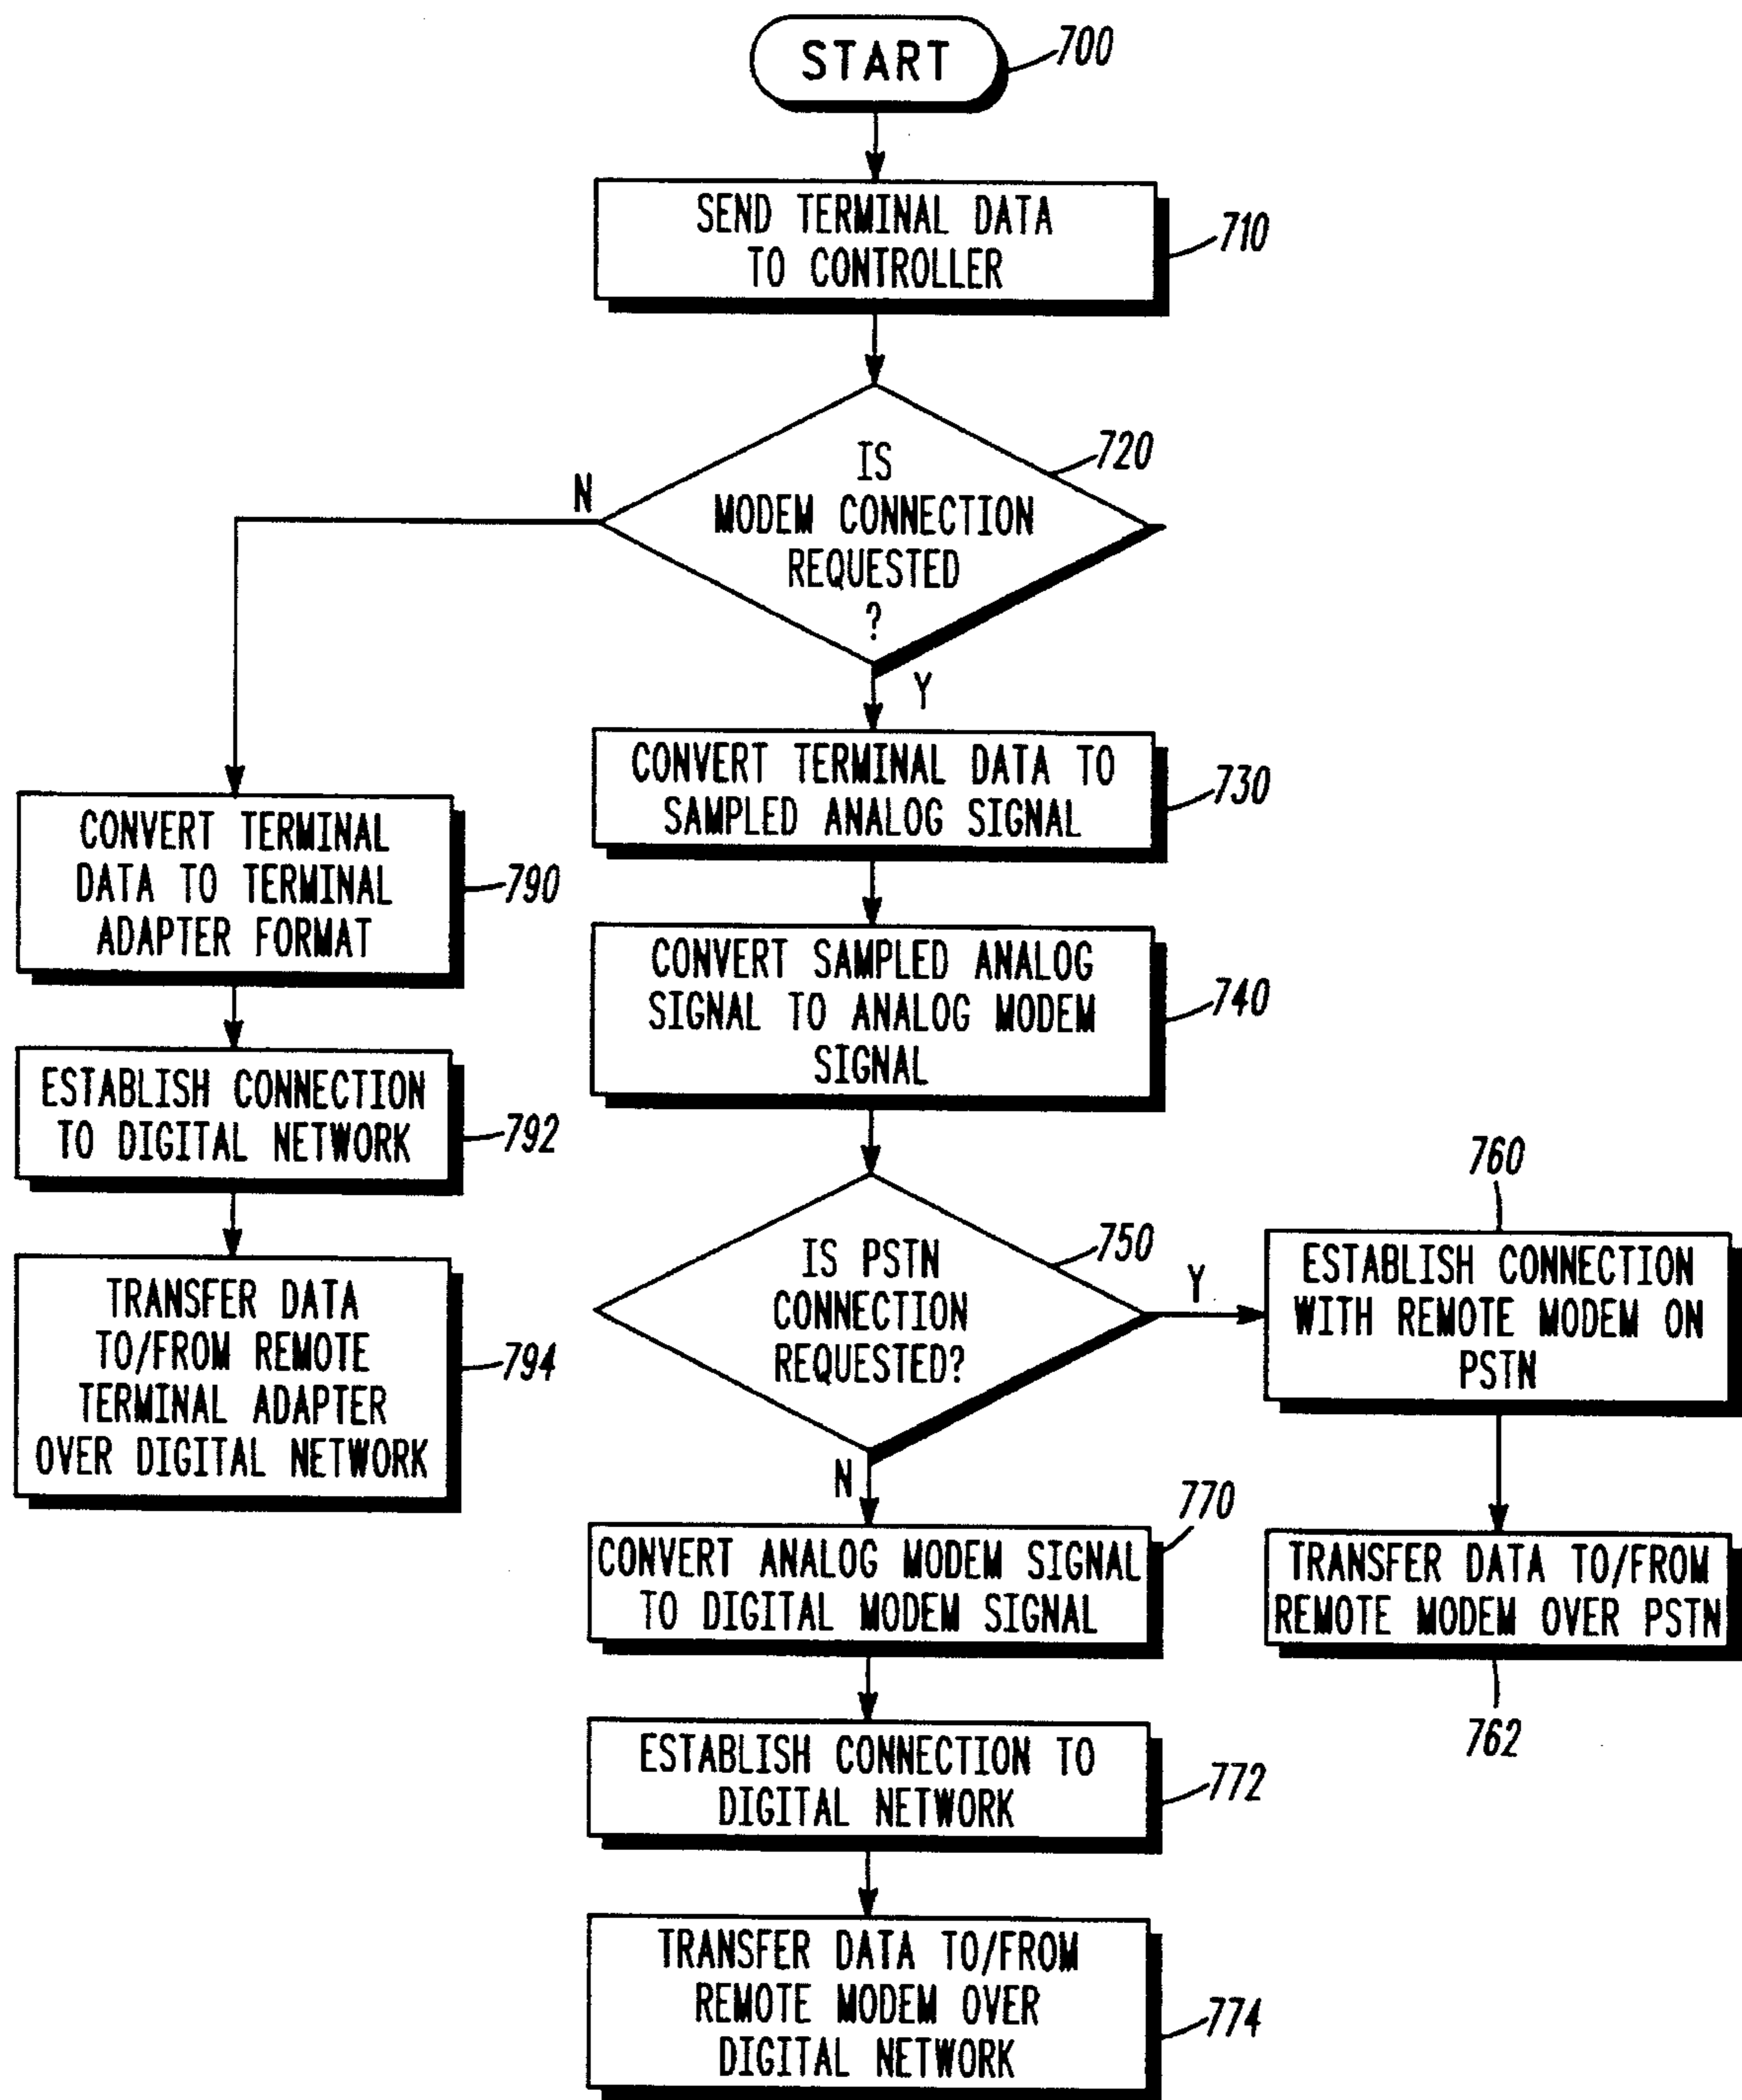 START
700
SEND TERMINAL DATA
TO CONTROLLER
710
IS
MODEM CONNECTION
REQUESTED
?
720
N
Y
CONVERT TERMINAL DATA TO
SAMPLED ANALOG SIGNAL
730
CONVERT TERMINAL
DATA TO TERMINAL
ADAPTER FORMAT
790
CONVERT SAMPLED ANALOG
SIGNAL TO ANALOG MODEM
SIGNAL
740
ESTABLISH CONNECTION
TO DIGITAL NETWORK
792
IS PSTN
CONNECTION
REQUESTED?
750
Y
N
760
ESTABLISH CONNECTION
WITH REMOTE MODEM ON
PSTN
TRANSFER DATA
TO/FROM REMOTE
TERMINAL ADAPTER
OVER DIGITAL NETWORK
794
CONVERT ANALOG MODEM SIGNAL
TO DIGITAL MODEM SIGNAL
770
TRANSFER DATA TO/FROM
REMOTE MODEM OVER PSTN
762
ESTABLISH CONNECTION TO
DIGITAL NETWORK
772
TRANSFER DATA TO/FROM
REMOTE MODEM OVER
DIGITAL NETWORK
774